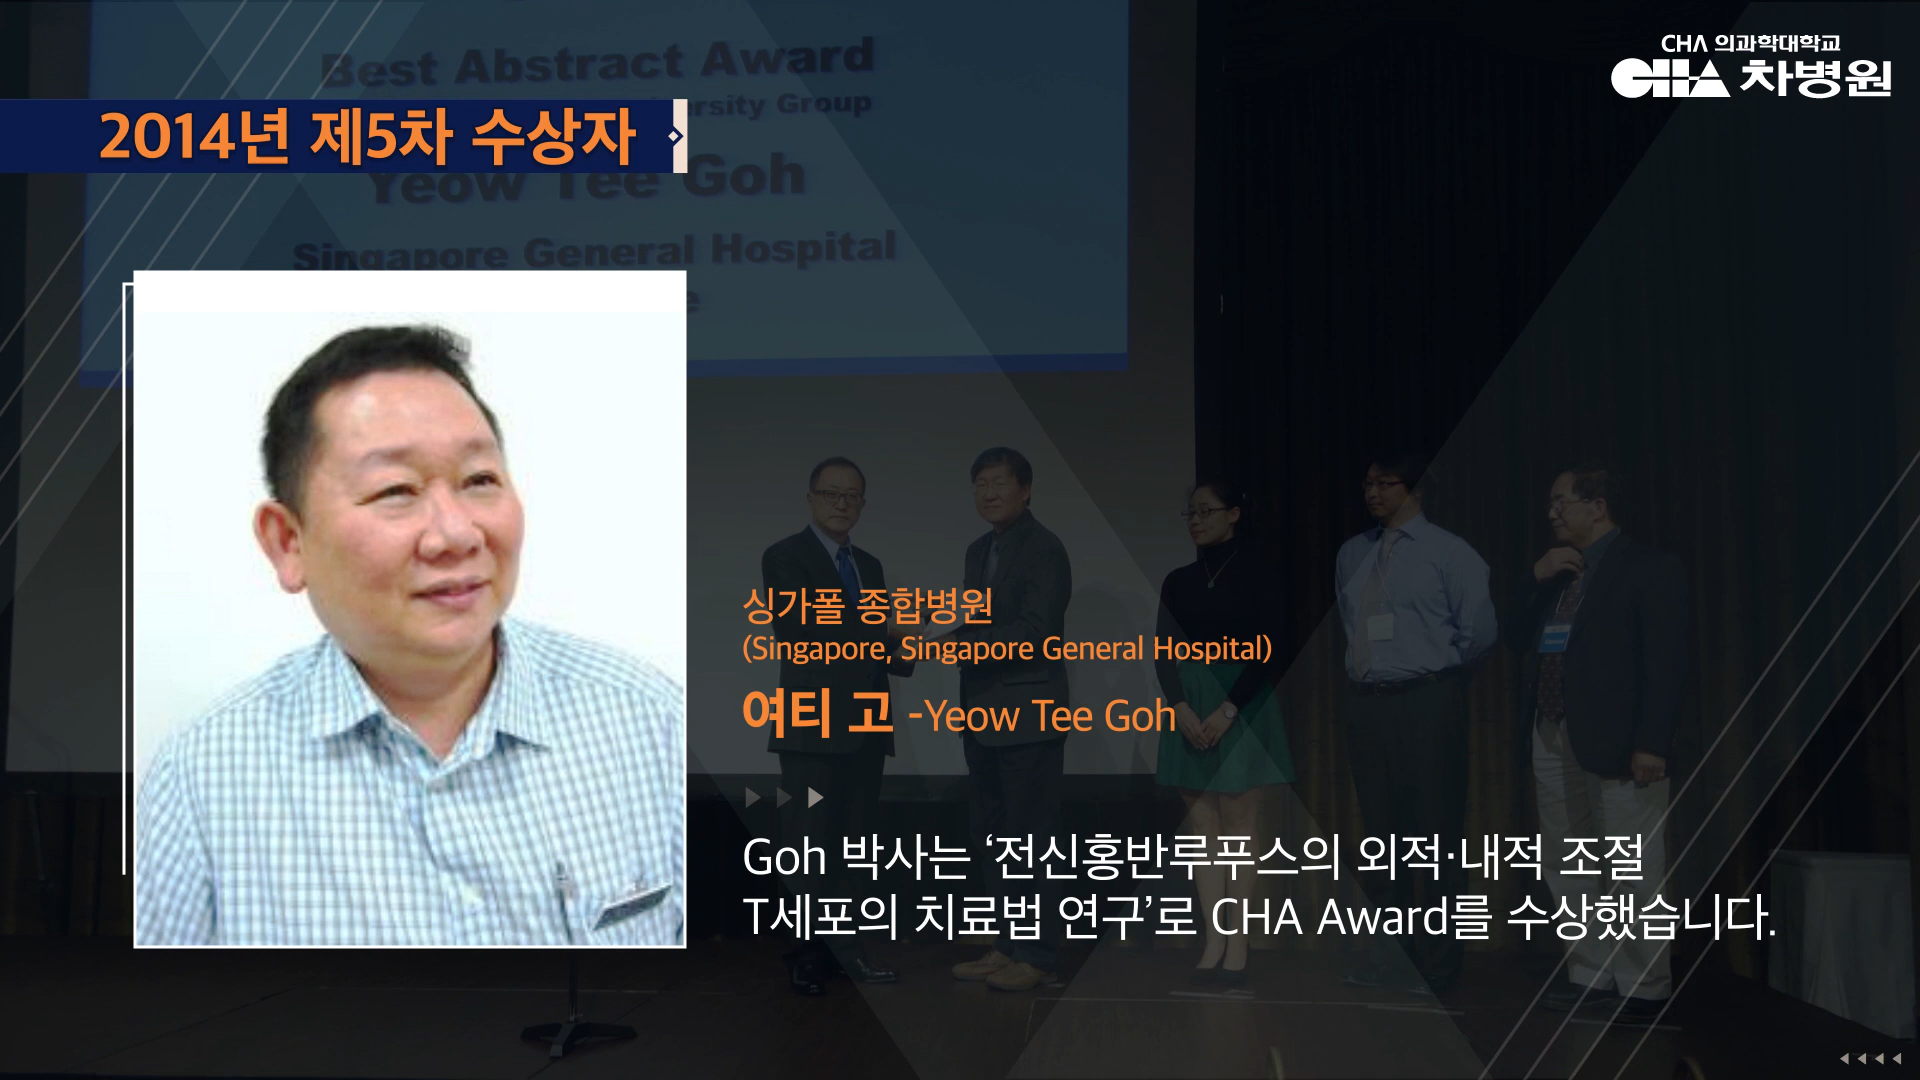 Best Abstract Award
rsity Group
Yeow Tee Goh
Singapore General Hospital
CHA 의과학대학교
CHA 차병원
2014년 제5차 수상자
싱가폴 종합병원
(Singapore, Singapore General Hospital)
여티 고 -Yeow Tee Goh
Goh 박사는 ‘전신홍반루푸스의 외적·내적 조절
T세포의 치료법 연구’로 CHA Award를 수상했습니다.